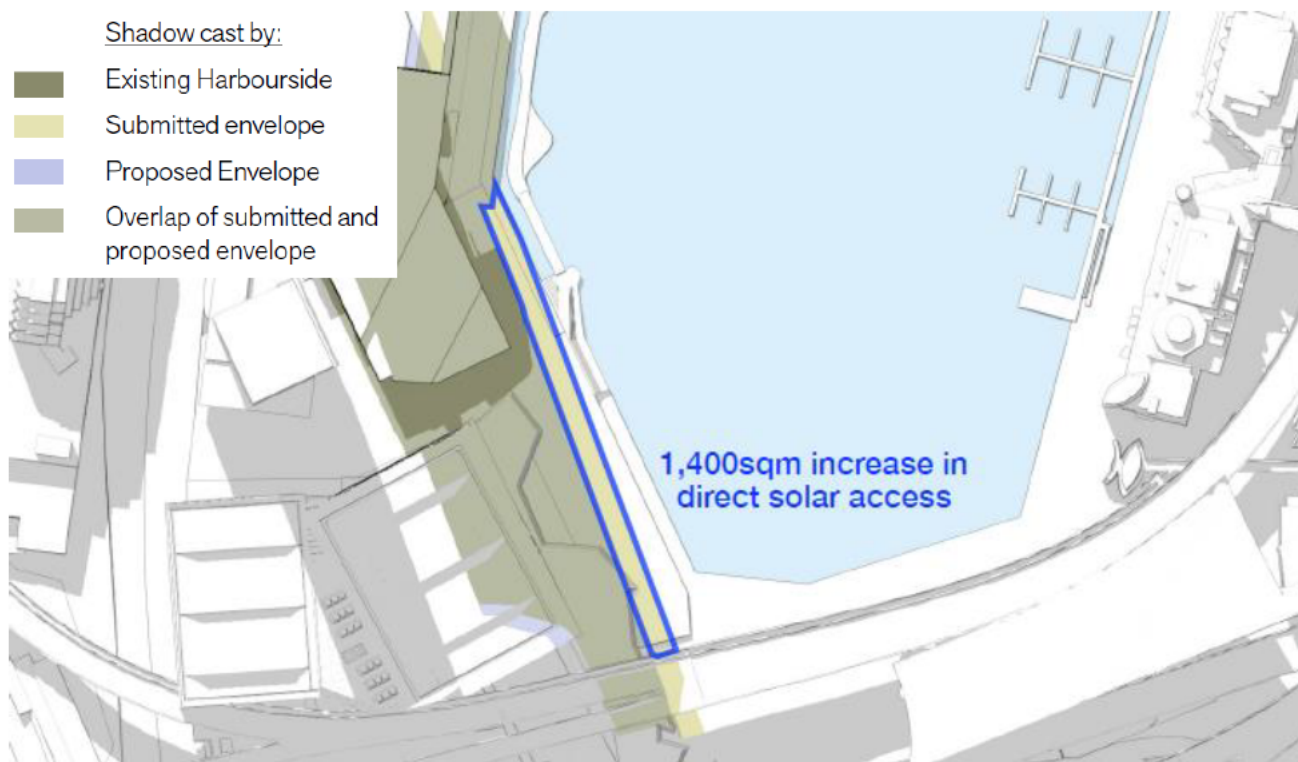 Shadow cast by:
Existing Harbourside
Submitted envelope
Proposed Envelope
Overlap of submitted and
proposed envelope
1,400sqm increase in
direct solar access